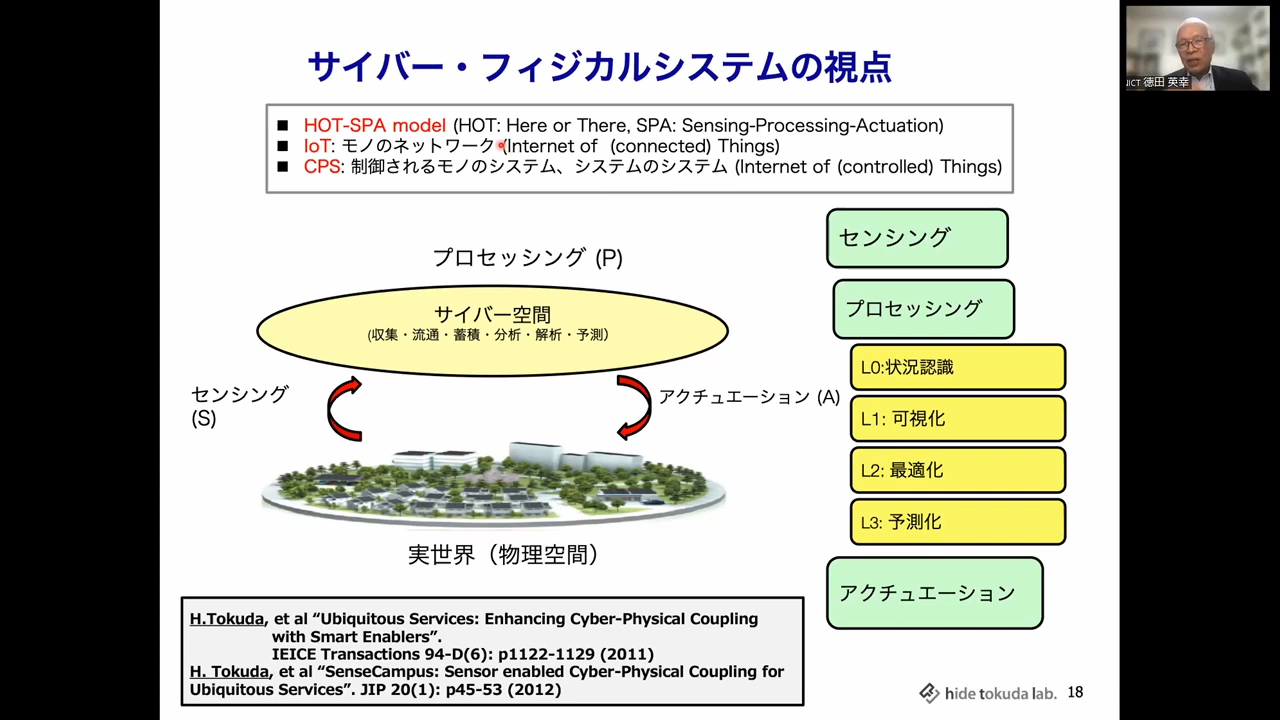 サイバー・フィジカルシステムの視点
■ HOT-SPA model (HOT: Here or There, SPA: Sensing-Processing-Actuation)
■ IoT: モノのネットワーク (Internet of (connected) Things)
■ CPS: 制御されるモノのシステム、システムのシステム (Internet of (controlled) Things)
プロセッシング (P)
サイバー空間
(収集・流通・蓄積・分析・解析・予測）
センシング
(S)
アクチュエーション (A)
実世界（物理空間）
センシング
プロセッシング
L0:状況認識
L1: 可視化
L2: 最適化
L3: 予測化
アクチュエーション
H.Tokuda, et al “Ubiquitous Services: Enhancing Cyber-Physical Coupling
with Smart Enablers”.
IEICE Transactions 94-D(6): p1122-1129 (2011)
H. Tokuda, et al “SenseCampus: Sensor enabled Cyber-Physical Coupling for
Ubiquitous Services”. JIP 20(1): p45-53 (2012)
hide tokuda lab. 18
NICT 徳田 英幸